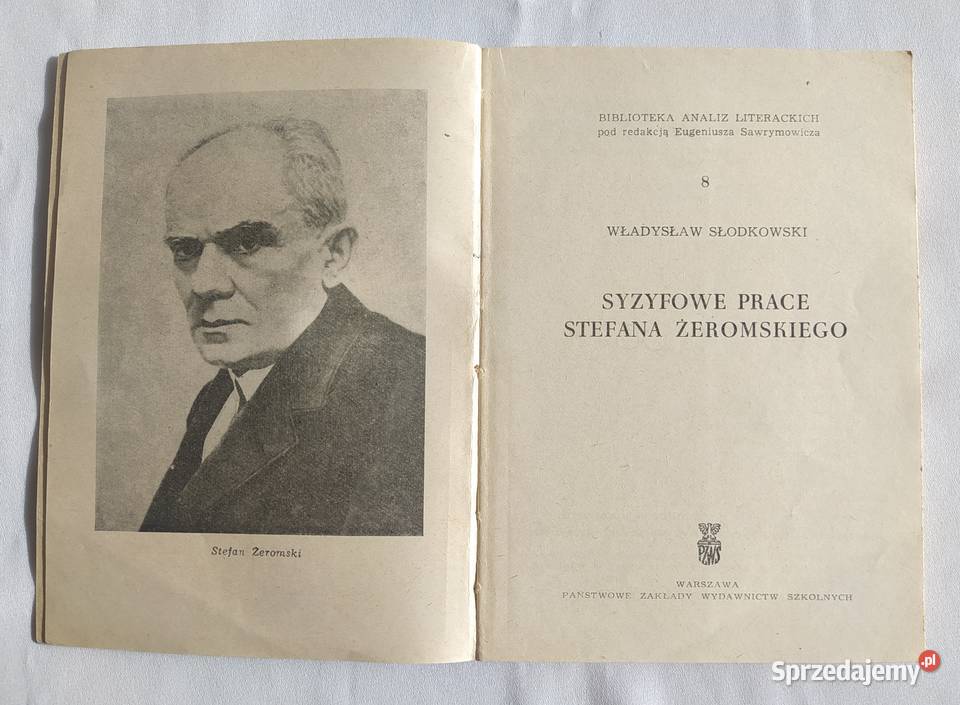 Stefan Żeromski
BIBLIOTEKA ANALIZ LITERACKICH
pod redakcją Eugeniusza Sawrymowicza
8
WŁADYSŁAW SŁODKOWSKI
SYZYFOWE PRACE
STEFANA ŻEROMSKIEGO
PZWS
WARSZAWA
PAŃSTWOWE ZAKŁADY WYDAWNICTW SZKOLNYCH
Sprzedajemy.pl